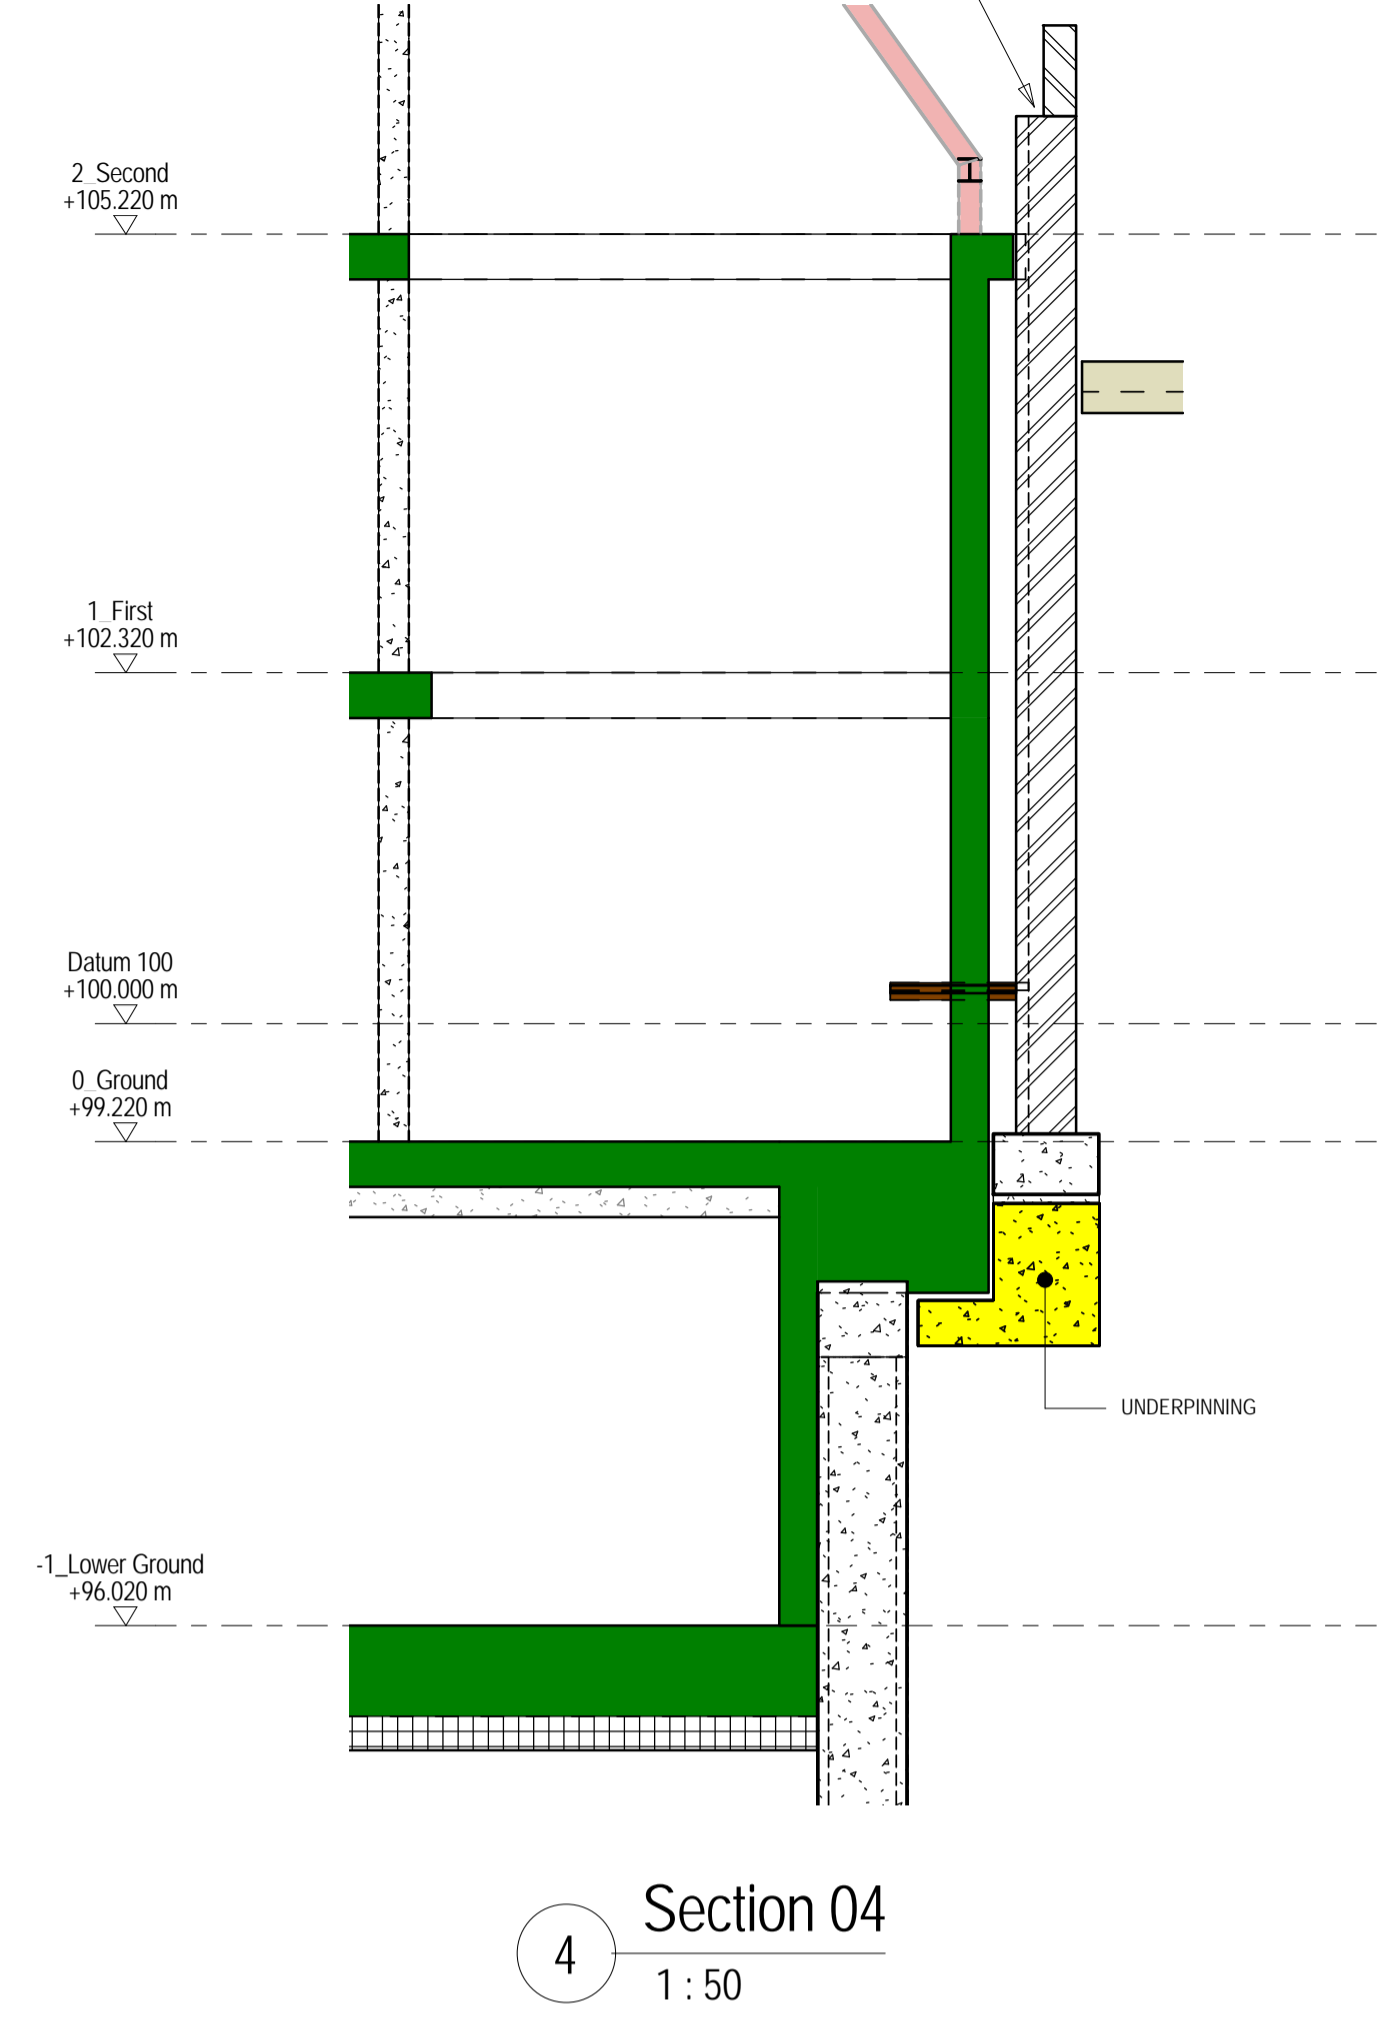 2_Second
+105.220 m
1_First
+102.320 m
Datum 100
+100.000 m
0_Ground
+99.220 m
UNDERPINNING
-1_Lower Ground
+96.020 m
Section 04
4
1 : 50